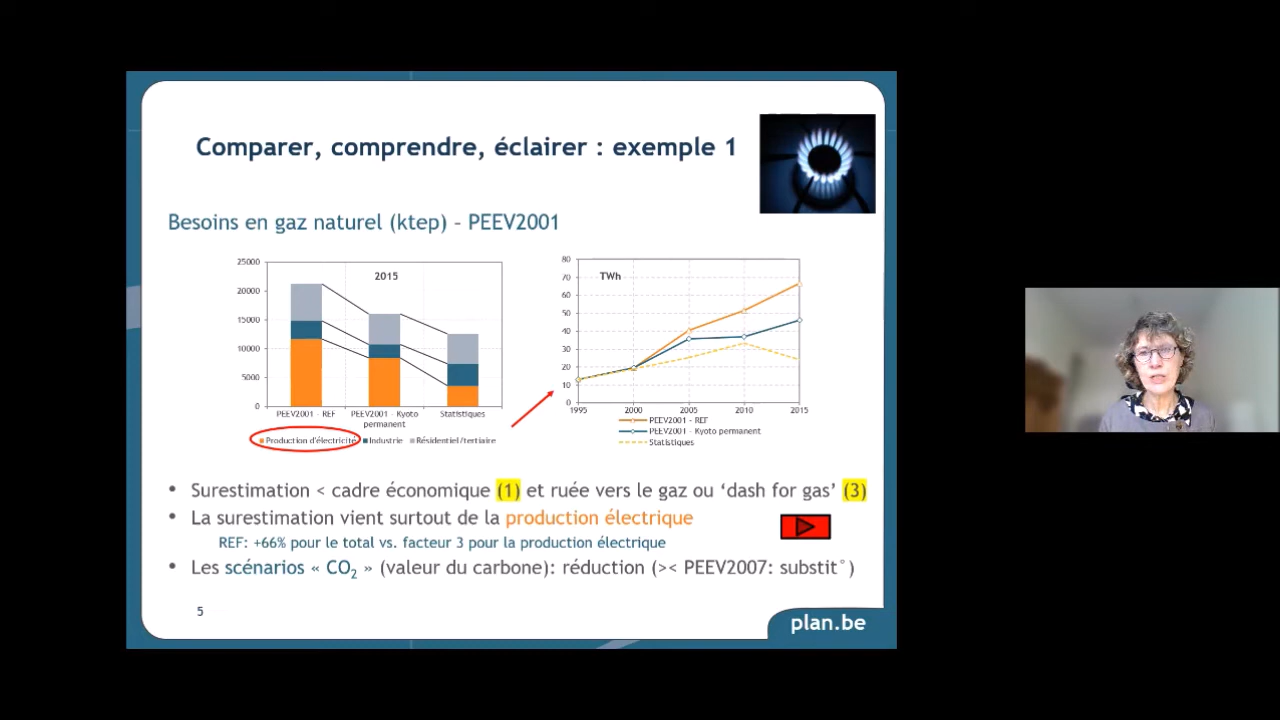 Comparer, comprendre, éclairer : exemple 1
Besoins en gaz naturel (ktep) – PEEV2001
2015
25000
20000
15000
10000
5000
0
PEEV2001 - REF
PEEV2001 - Kyoto permanent
Statistiques
Production d'électricité
Industrie
Résidentiel/tertiaire
TWh
80
70
60
50
40
30
20
10
0
1995
2000
2005
2010
2015
PEEV2001 - REF
PEEV2001 - Kyoto permanent
Statistiques
• Surestimation < cadre économique (1) et ruée vers le gaz ou ‘dash for gas’ (3)
• La surestimation vient surtout de la production électrique
REF: +66% pour le total vs. facteur 3 pour la production électrique
• Les scénarios « CO₂ » (valeur du carbone): réduction (>< PEEV2007: substit°)
5
plan.be